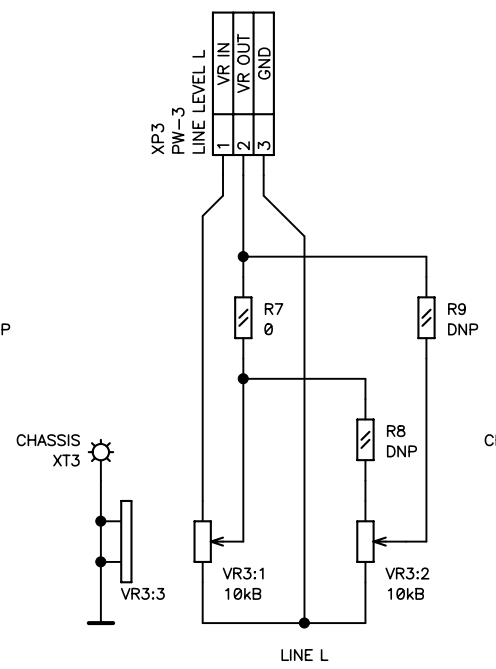 XP3
PW-3
LINE LEVEL L
VR IN
VR OUT
GND
1
2
3
R7
0
R9
DNP
P
R8
DNP
CHASSIS
XT3
VR3:3
VR3:1
10kB
VR3:2
10kB
LINE L